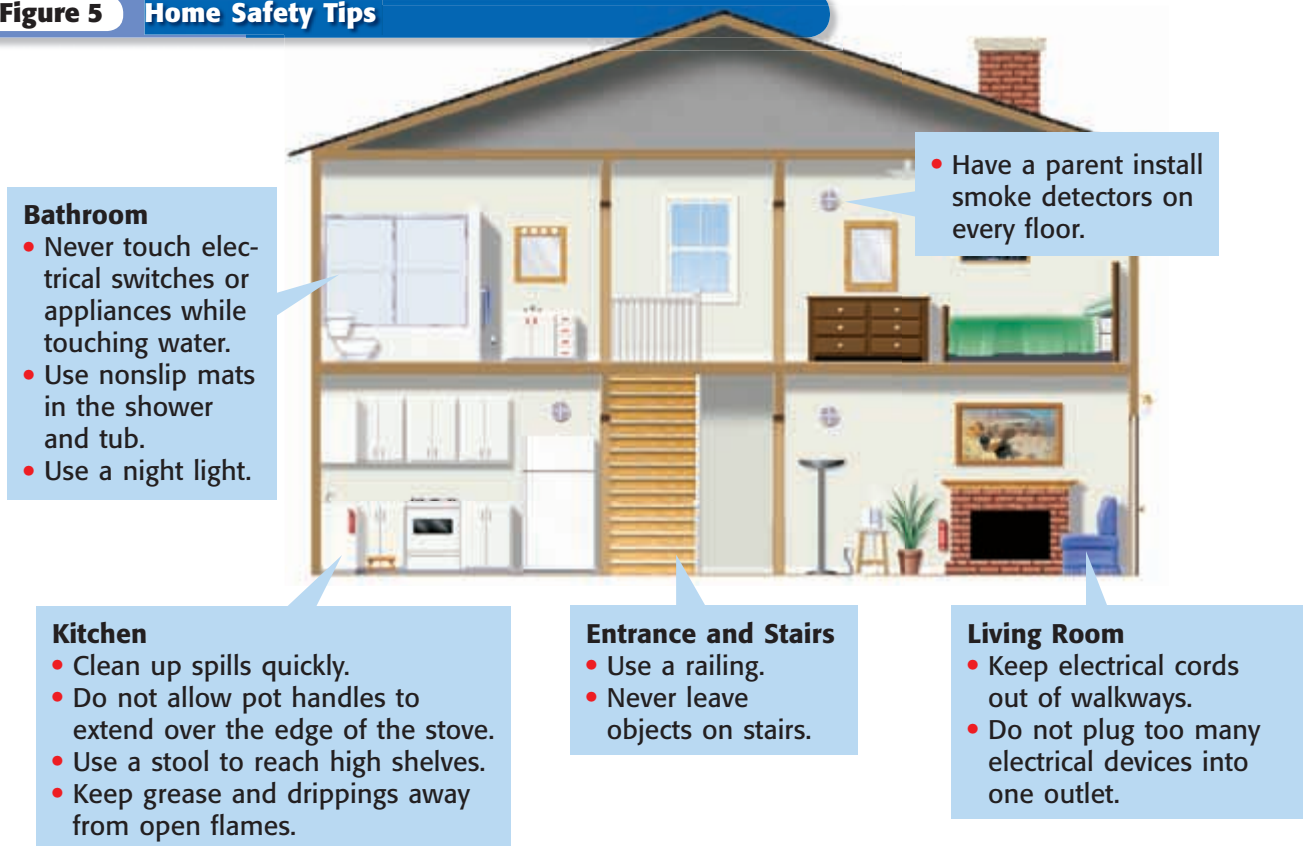 Figure 5 Home Safety Tips
• Have a parent install
smoke detectors on
every floor.
Bathroom
• Never touch elec-
trical switches or
appliances while
touching water.
• Use nonslip mats
in the shower
and tub.
• Use a night light.
Kitchen
• Clean up spills quickly.
• Do not allow pot handles to
extend over the edge of the stove.
• Use a stool to reach high shelves.
• Keep grease and drippings away
from open flames.
Entrance and Stairs
• Use a railing.
• Never leave
objects on stairs.
Living Room
• Keep electrical cords
out of walkways.
• Do not plug too many
electrical devices into
one outlet.